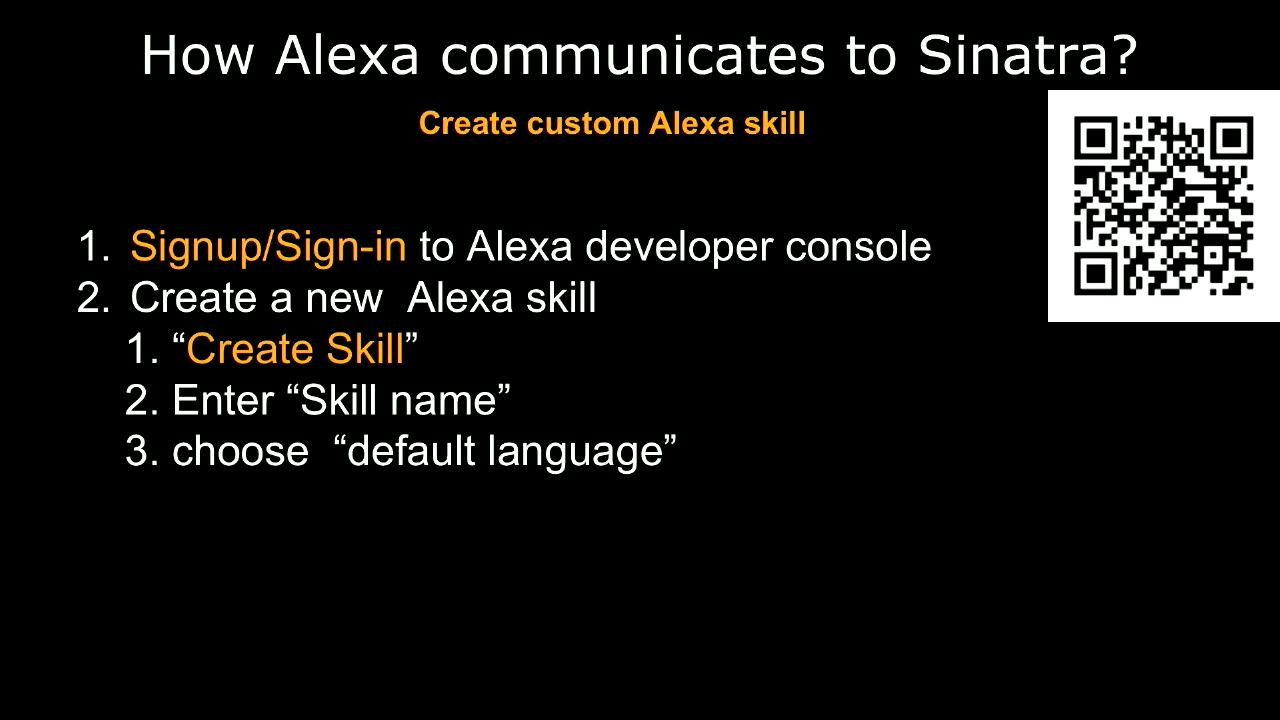 How Alexa communicates to Sinatra?
Create custom Alexa skill
1. Signup/Sign-in to Alexa developer console
2. Create a new  Alexa skill
1. “Create Skill”
2. Enter “Skill name”
3. choose  “default language”